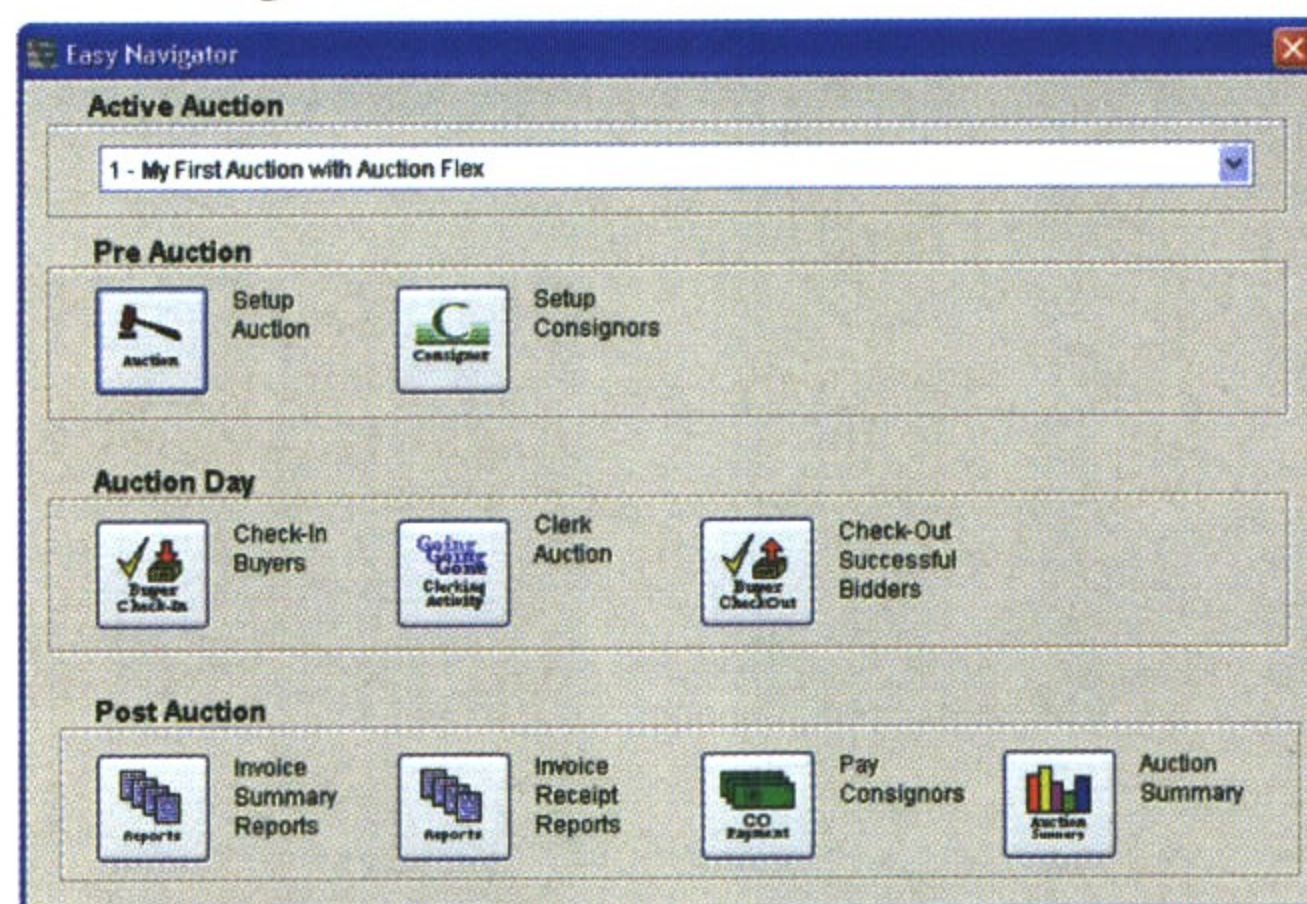 Easy Navigator
Active Auction
1 - My First Auction with Auction Flex
Pre Auction
Auction
Setup
Auction
Consignor
Setup
Consignors
Auction Day
Buyer
Check-In
Check-In
Buyers
Going
Going
Gone
Clerking
Activity
Clerk
Auction
Buyer
CheckOut
Check-Out
Successful
Bidders
Post Auction
Reports
Invoice
Summary
Reports
Reports
Invoice
Receipt
Reports
CO
Payment
Pay
Consignors
Auction
Summary
Auction
Summary